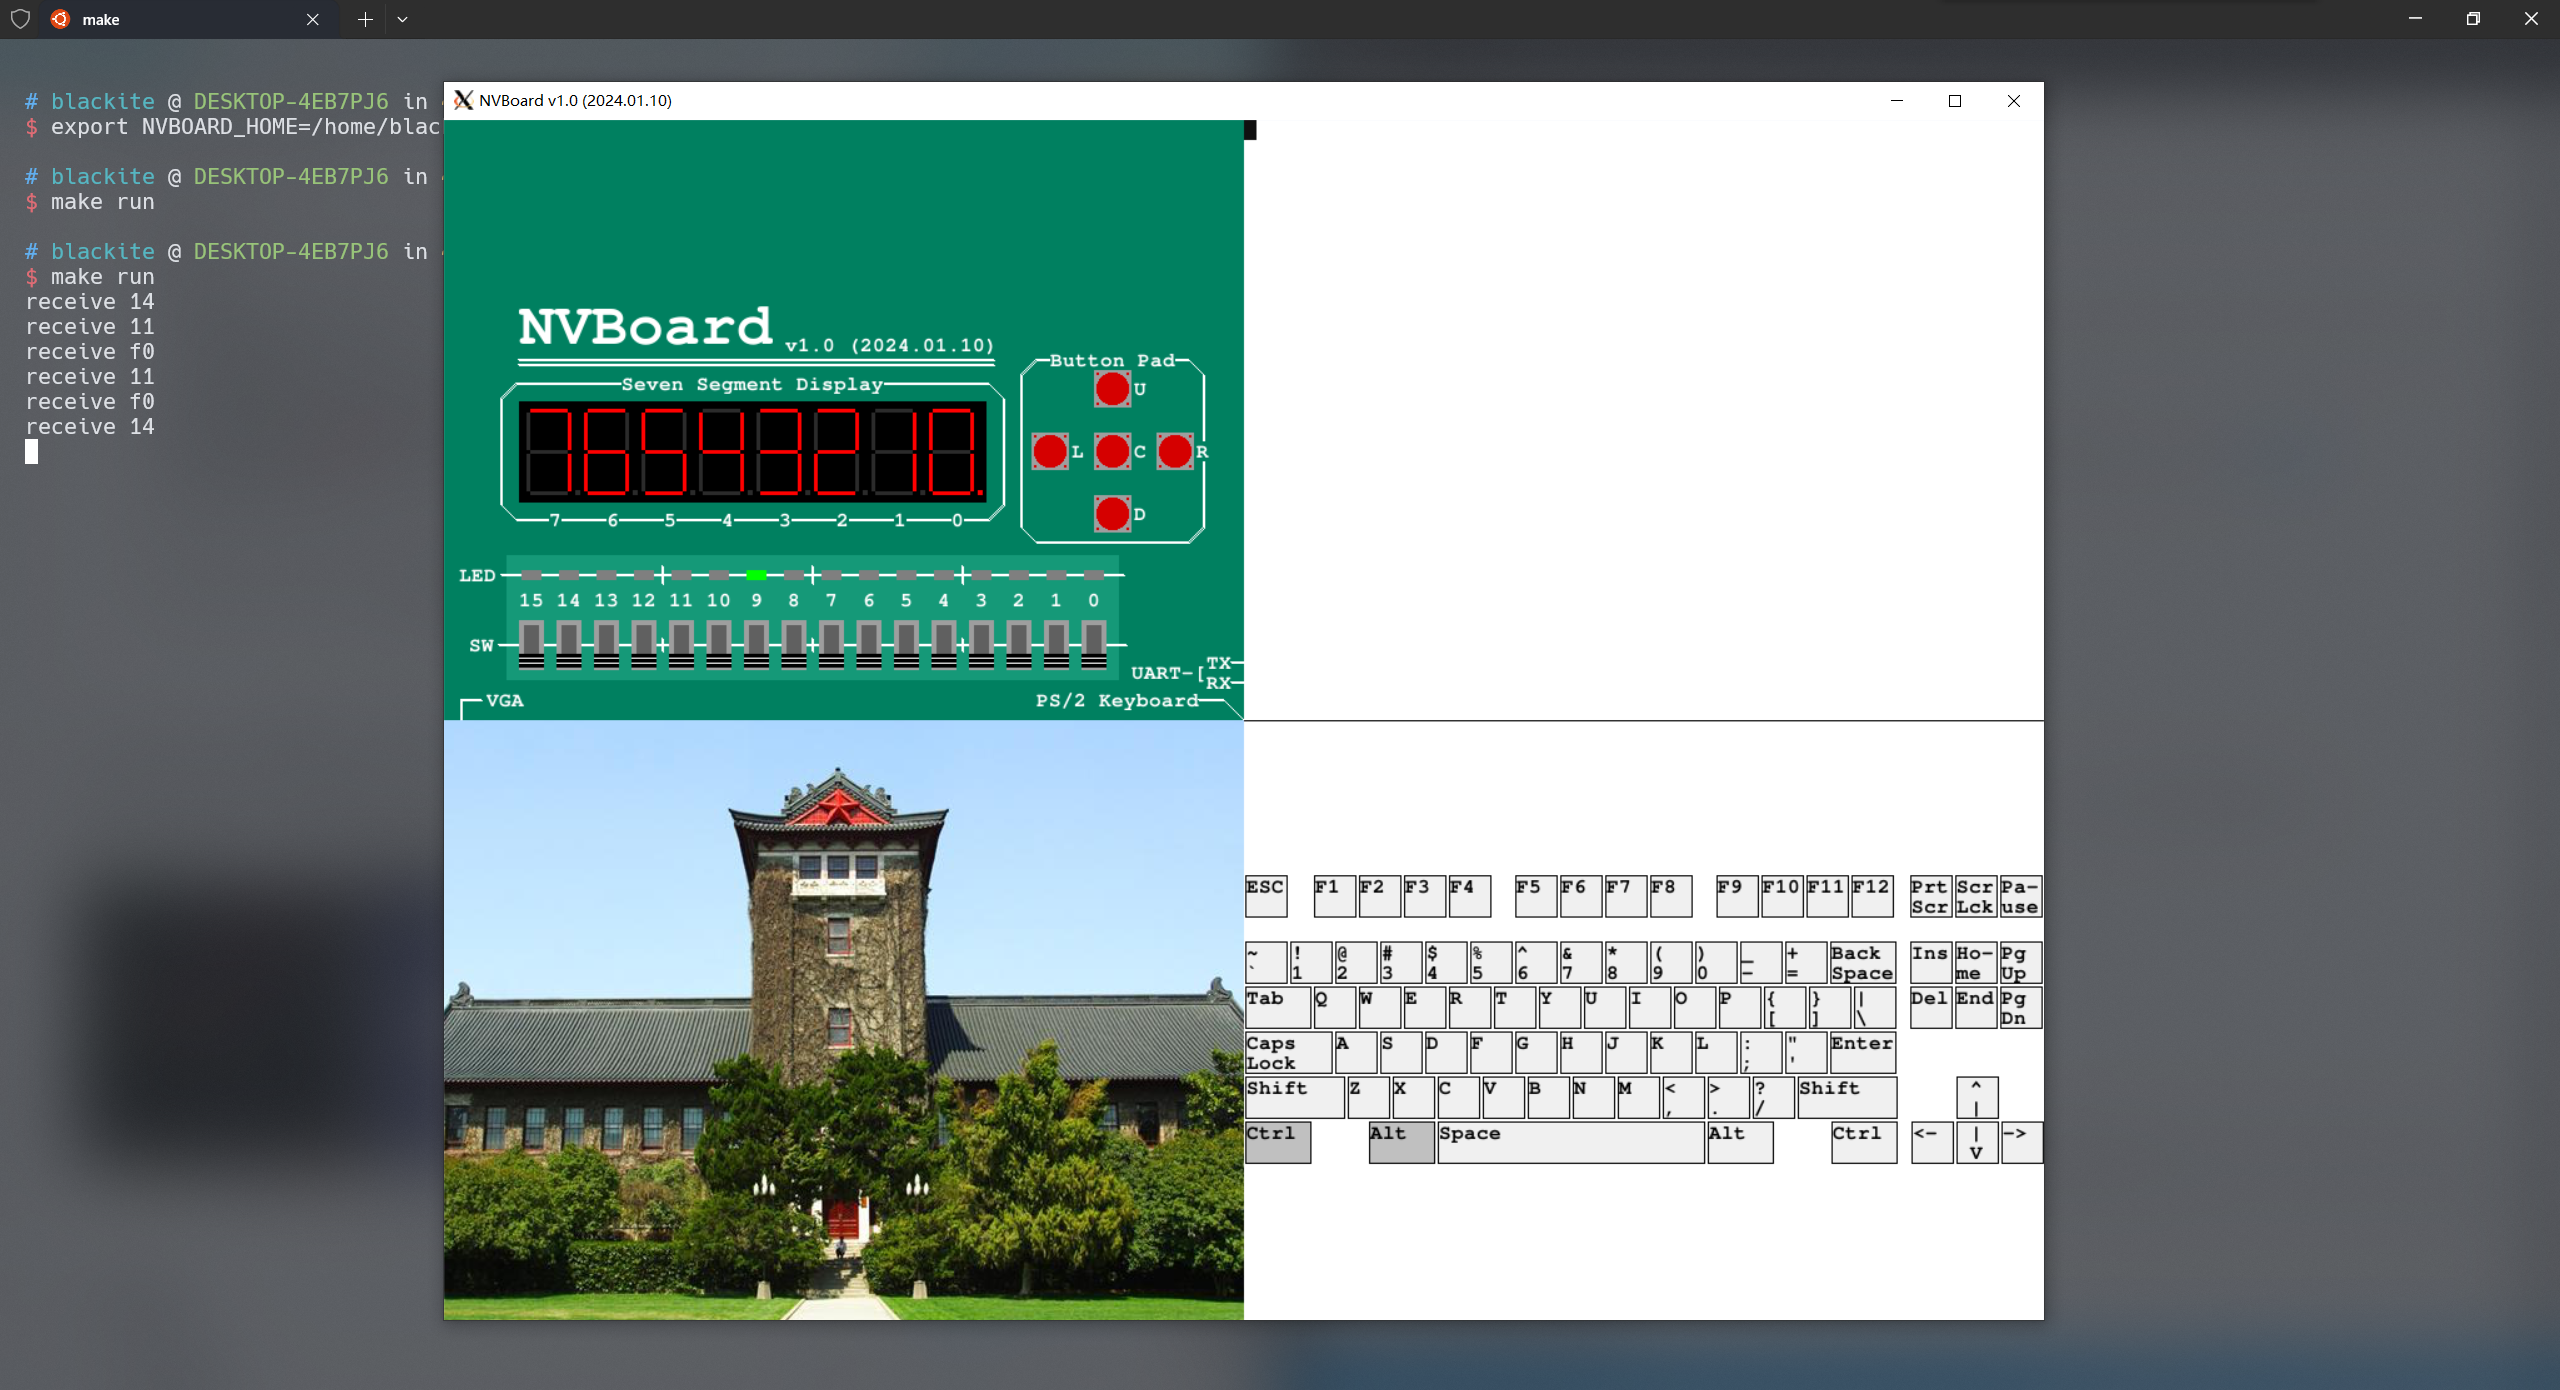 make
# blackite @ DESKTOP-4EB7PJ6 in
$ export NVBOARD_HOME=/home/blac
# blackite @ DESKTOP-4EB7PJ6 in
$ make run
# blackite @ DESKTOP-4EB7PJ6 in
$ make run
receive 14
receive 11
receive f0
receive 11
receive f0
receive 14
NVBoard v1.0 (2024.01.10)
NVBoard v1.0 (2024.01.10)
Seven Segment Display
76543210.
7 6 5 4 3 2 1 0
Button Pad
U
L C R
D
LED
15 14 13 12 11 10 9 8 7 6 5 4 3 2 1 0
SW
UART-[ TX
RX
VGA
PS/2 Keyboard
ESC F1 F2 F3 F4 F5 F6 F7 F8 F9 F10 F11 F12 Prt Scr Pa-
Scr Lck use
~ ! @ # $ % ^ & * ( ) _ + Back Ins Ho- Pg
` 1 2 3 4 5 6 7 8 9 0 - = Space me Up
Tab Q W E R T Y U I O P { } | Del End Pg
[ ] \ Dn
Caps A S D F G H J K L : " Enter
Lock ; '
Shift Z X C V B N M < > ? Shift ^
, . / |
Ctrl Alt Space Alt Ctrl <- | ->
V